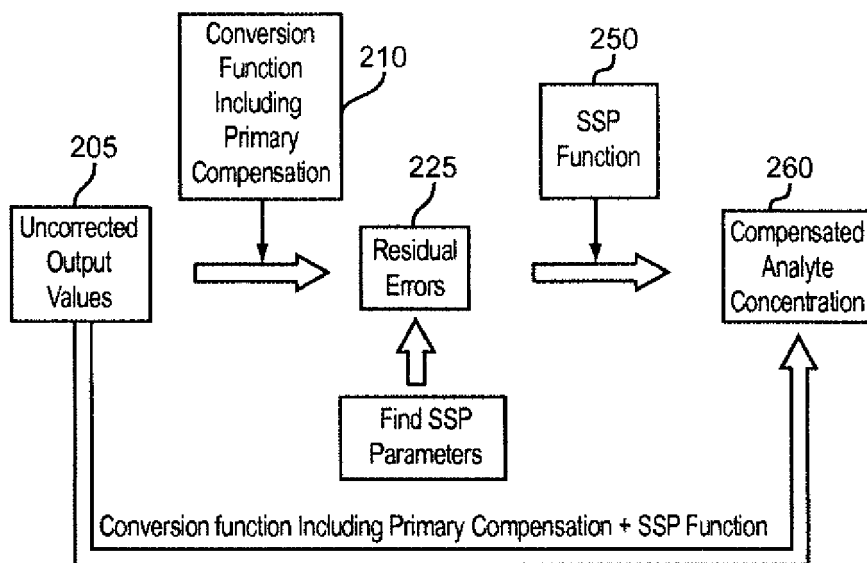 Conversion
Function
Including
Primary
Compensation
210
250
SSP
Function
205
Uncorrected
Output
Values
225
Residual
Errors
260
Compensated
Analyte
Concentration
Find SSP
Parameters
Conversion function Including Primary Compensation + SSP Function